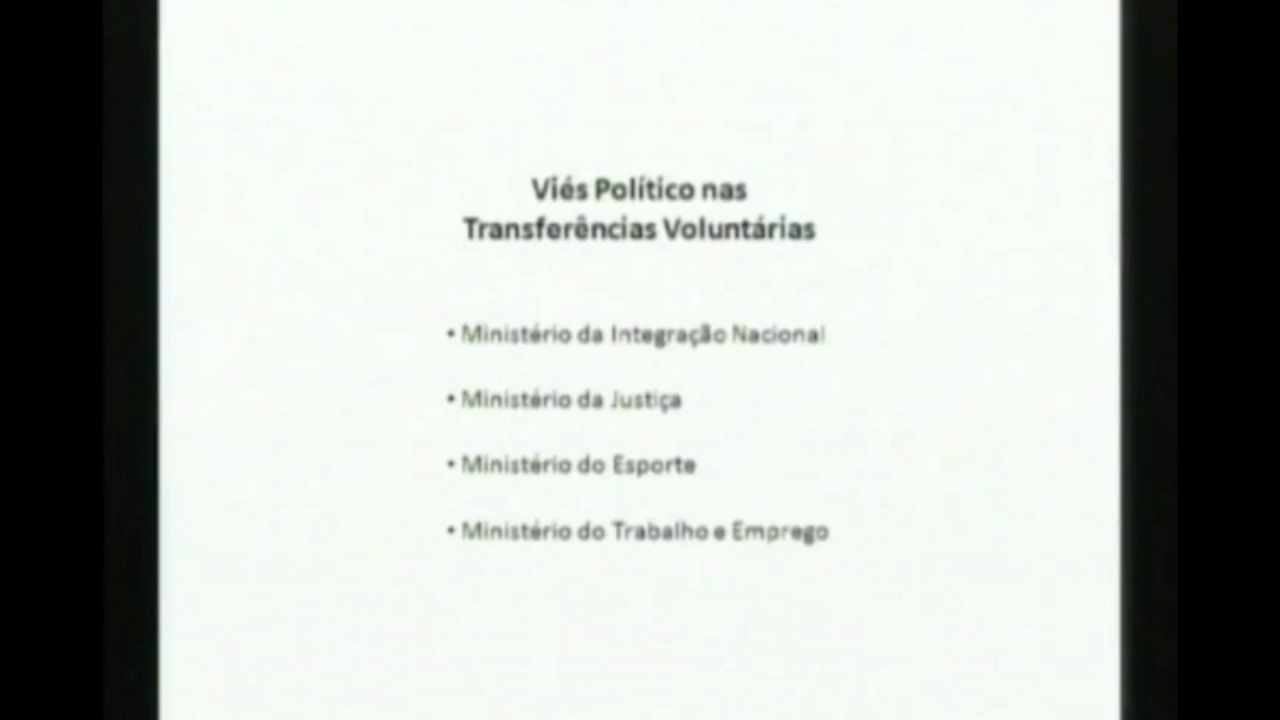 Viés Político nas
Transferências Voluntárias
• Ministério da Integração Nacional
• Ministério da Justiça
• Ministério do Esporte
• Ministério do Trabalho e Emprego